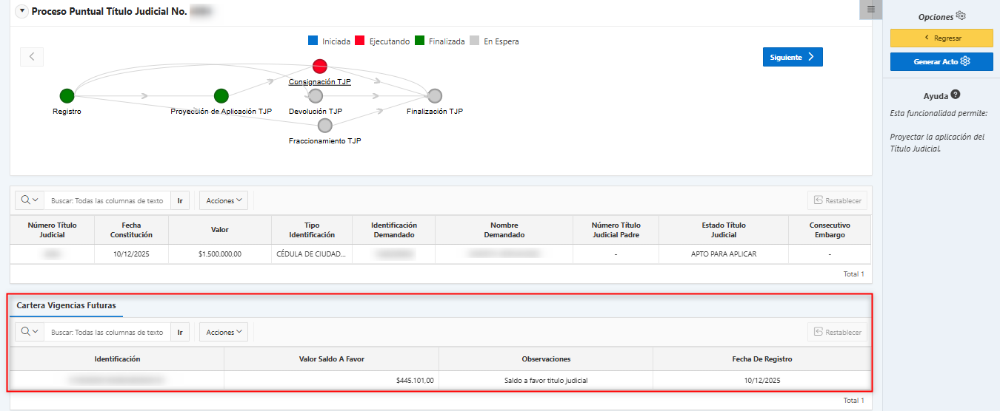 Proceso Puntual Título Judicial No.
Iniciada Ejecutando Finalizada En Espera
Siguiente
Registro
Proyección de Aplicación TJP
Consignación TJP
Devolución TJP
Fraccionamiento TJP
Finalización TJP
Opciones
Regresar
Generar Acto
Ayuda
Esta funcionalidad permite:
Proyectar la aplicación del
Título Judicial.
Buscar: Todas las columnas de texto Ir Acciones Restablecer
Número Título Judicial Fecha Constitución Valor Tipo Identificación Identificación Demandado Nombre Demandado Número Título Judicial Padre Estado Título Judicial Consecutivo Embargo
10/12/2025 $1.500.000,00 CÉDULA DE CIUDAD... - APTO PARA APLICAR -
Total 1
Cartera Vigencias Futuras
Buscar: Todas las columnas de texto Ir Acciones Restablecer
Identificación Valor Saldo A Favor Observaciones Fecha De Registro
$445.101,00 Saldo a favor titulo judicial 10/12/2025
Total 1